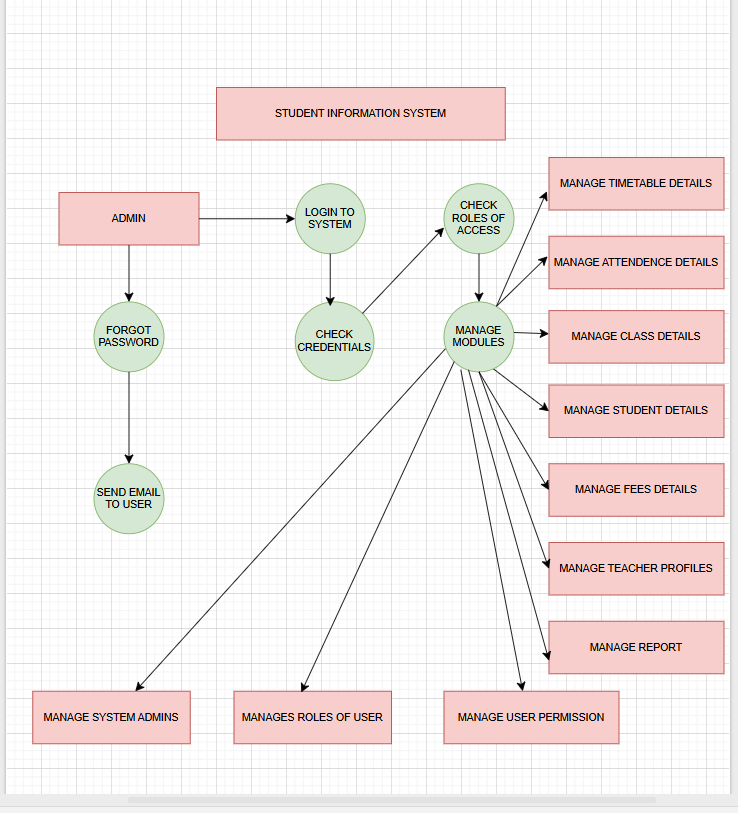 STUDENT INFORMATION SYSTEM
ADMIN
LOGIN TO
SYSTEM
CHECK
ROLES OF
ACCESS
MANAGE TIMETABLE DETAILS
MANAGE ATTENDENCE DETAILS
FORGOT
PASSWORD
CHECK
CREDENTIALS
MANAGE
MODULES
MANAGE CLASS DETAILS
MANAGE STUDENT DETAILS
SEND EMAIL
TO USER
MANAGE FEES DETAILS
MANAGE TEACHER PROFILES
MANAGE REPORT
MANAGE SYSTEM ADMINS
MANAGES ROLES OF USER
MANAGE USER PERMISSION